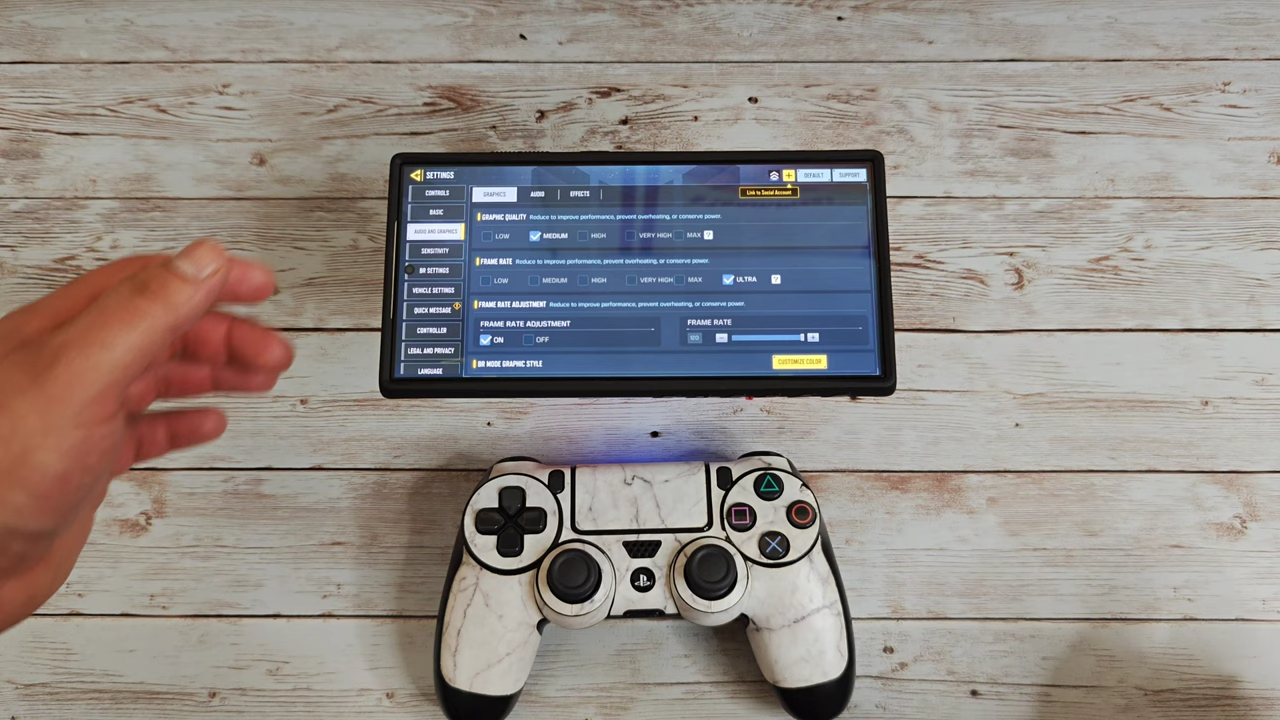 SETTINGS
DEFAULT
SUPPORT
Link to Social Account
CONTROLS
BASIC
AUDIO AND GRAPHICS
SENSITIVITY
BR SETTINGS
VEHICLE SETTINGS
QUICK MESSAGE
CONTROLLER
LEGAL AND PRIVACY
LANGUAGE
GRAPHICS AUDIO EFFECTS
GRAPHIC QUALITY Reduce to improve performance, prevent overheating, or conserve power.
LOW MEDIUM HIGH VERY HIGH MAX ?
FRAME RATE Reduce to improve performance, prevent overheating, or conserve power.
LOW MEDIUM HIGH VERY HIGH MAX ULTRA ?
FRAME RATE ADJUSTMENT Reduce to improve performance, prevent overheating, or conserve power.
FRAME RATE ADJUSTMENT FRAME RATE
ON OFF 120 - +
BR MODE GRAPHIC STYLE CUSTOMIZE COLOR